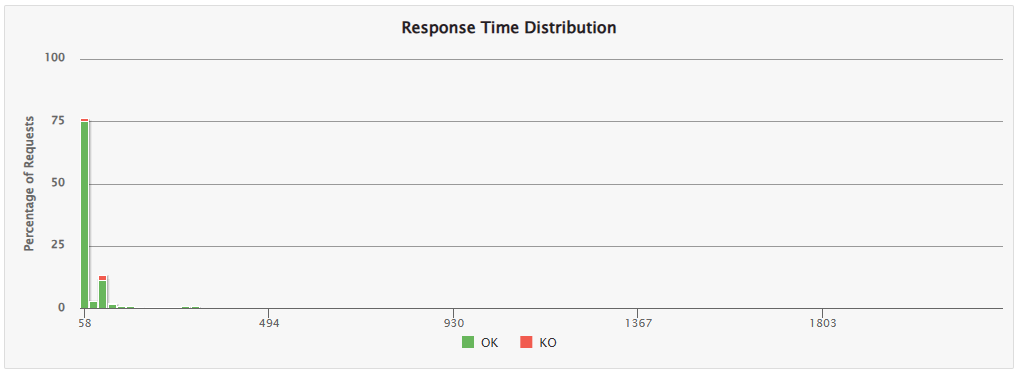 Response Time Distribution
100
75
50
25
0
Percentage of Requests
58 494 930 1367 1803
OK KO